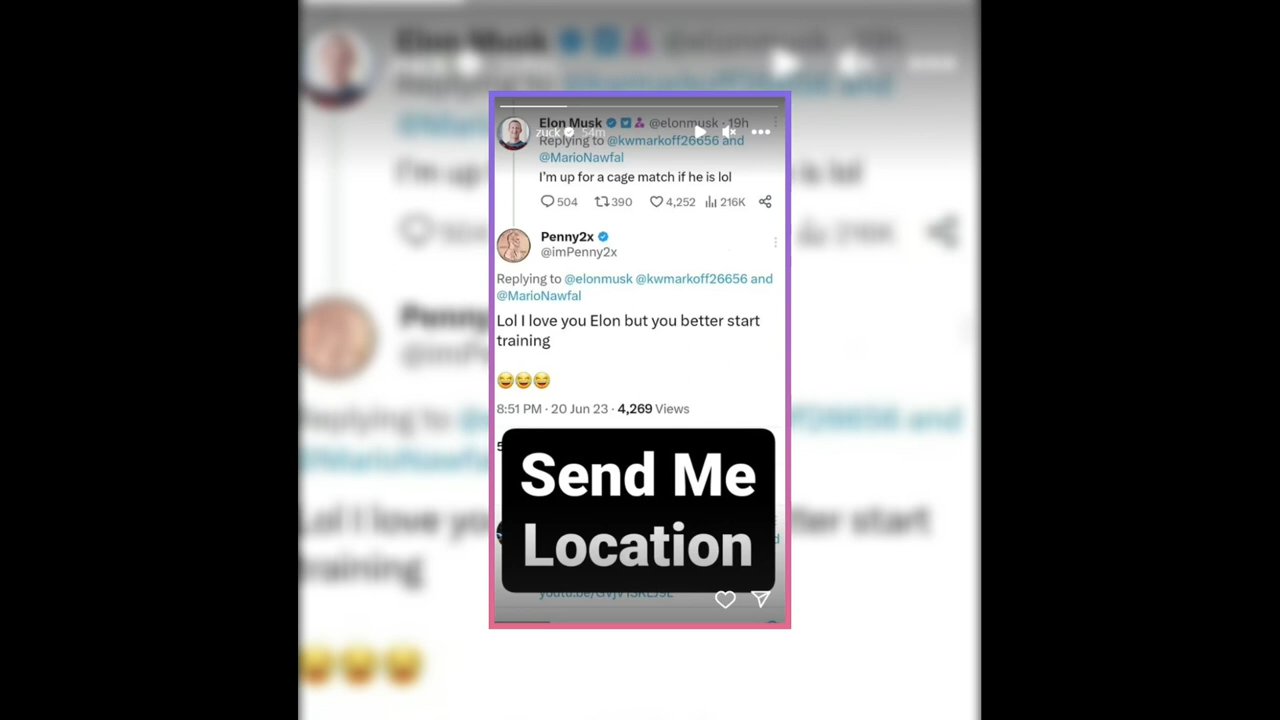 Elon Musk @elonmusk · 19h
zuck 54m
Replying to @kwmarkoff26656 and
@MarioNawfal
I'm up for a cage match if he is lol
504 390 4,252 216K
Penny2x
@imPenny2x
Replying to @elonmusk @kwmarkoff26656 and
@MarioNawfal
Lol I love you Elon but you better start
training
😂😂😂
8:51 PM · 20 Jun 23 · 4,269 Views
Send Me
Location